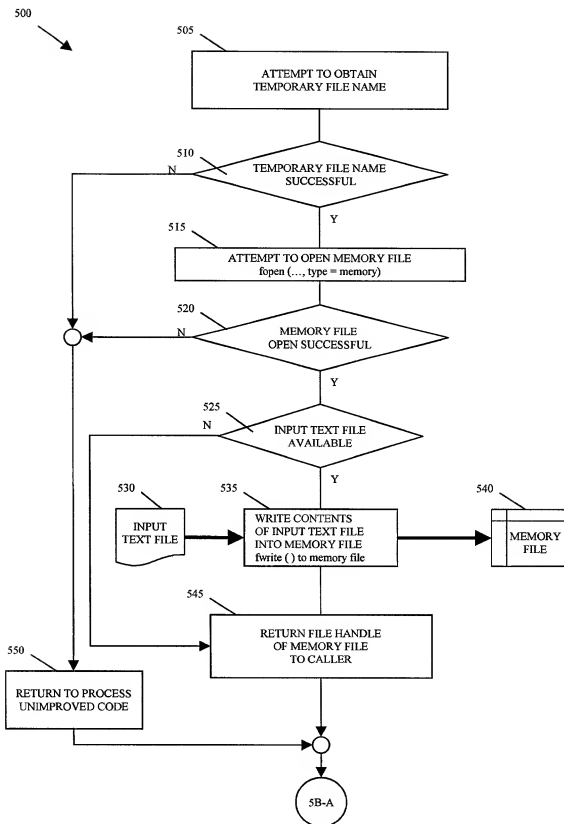 500
505
ATTEMPT TO OBTAIN
TEMPORARY FILE NAME
510
N
TEMPORARY FILE NAME
SUCCESSFUL
Y
515
ATTEMPT TO OPEN MEMORY FILE
fopen (..., type = memory)
520
N
MEMORY FILE
OPEN SUCCESSFUL
Y
525
N
INPUT TEXT FILE
AVAILABLE
Y
530
INPUT
TEXT FILE
535
WRITE CONTENTS
OF INPUT TEXT FILE
INTO MEMORY FILE
fwrite ( ) to memory file
540
MEMORY
FILE
545
RETURN FILE HANDLE
OF MEMORY FILE
TO CALLER
550
RETURN TO PROCESS
UNIMPROVED CODE
5B-A